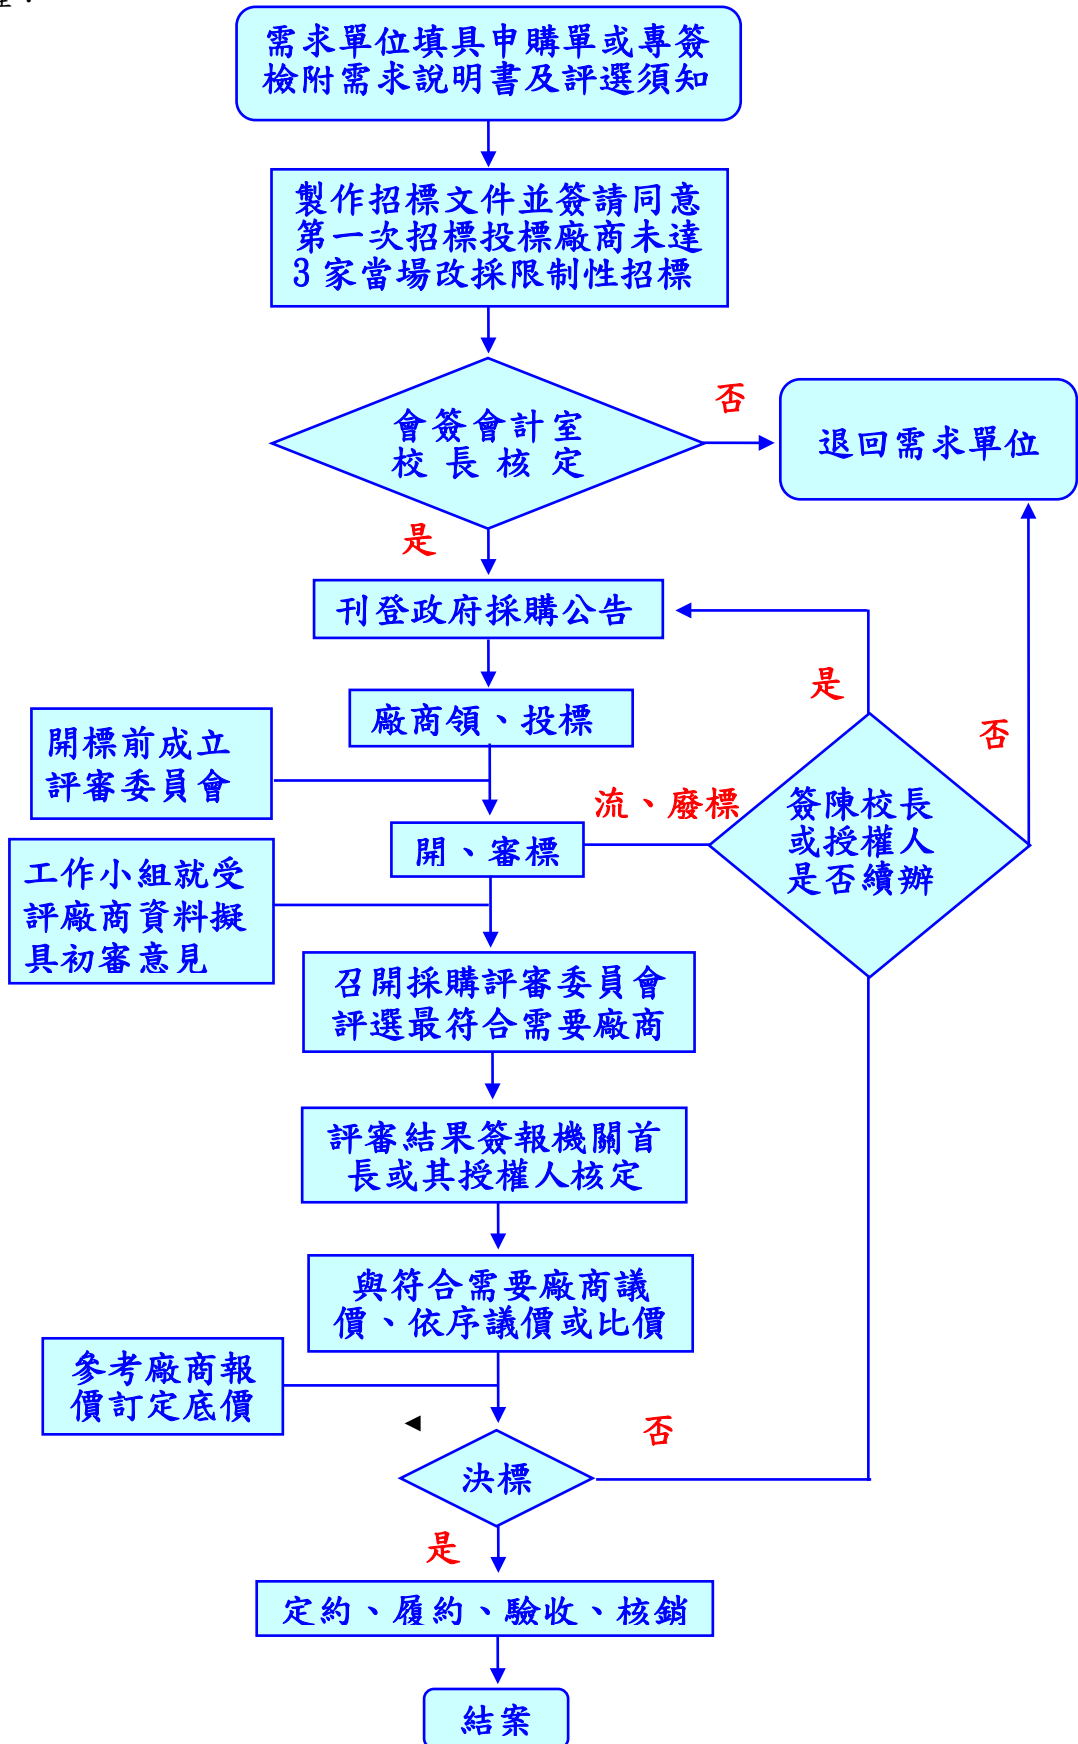 需求單位填具申購單或專簽
檢附需求說明書及評選須知
製作招標文件並簽請同意
第一次招標投標廠商未達
3 家當場改採限制性招標
會簽會計室
校長核定
否
退回需求單位
是
刊登政府採購公告
是
廠商領、投標
否
開標前成立
評審委員會
流、廢標
簽陳校長
或授權人
是否續辦
開、審標
工作小組就受
評廠商資料擬
具初審意見
召開採購評審委員會
評選最符合需要廠商
評審結果簽報機關首
長或其授權人核定
與符合需要廠商議
價、依序議價或比價
參考廠商報
價訂定底價
否
決標
是
定約、履約、驗收、核銷
結案